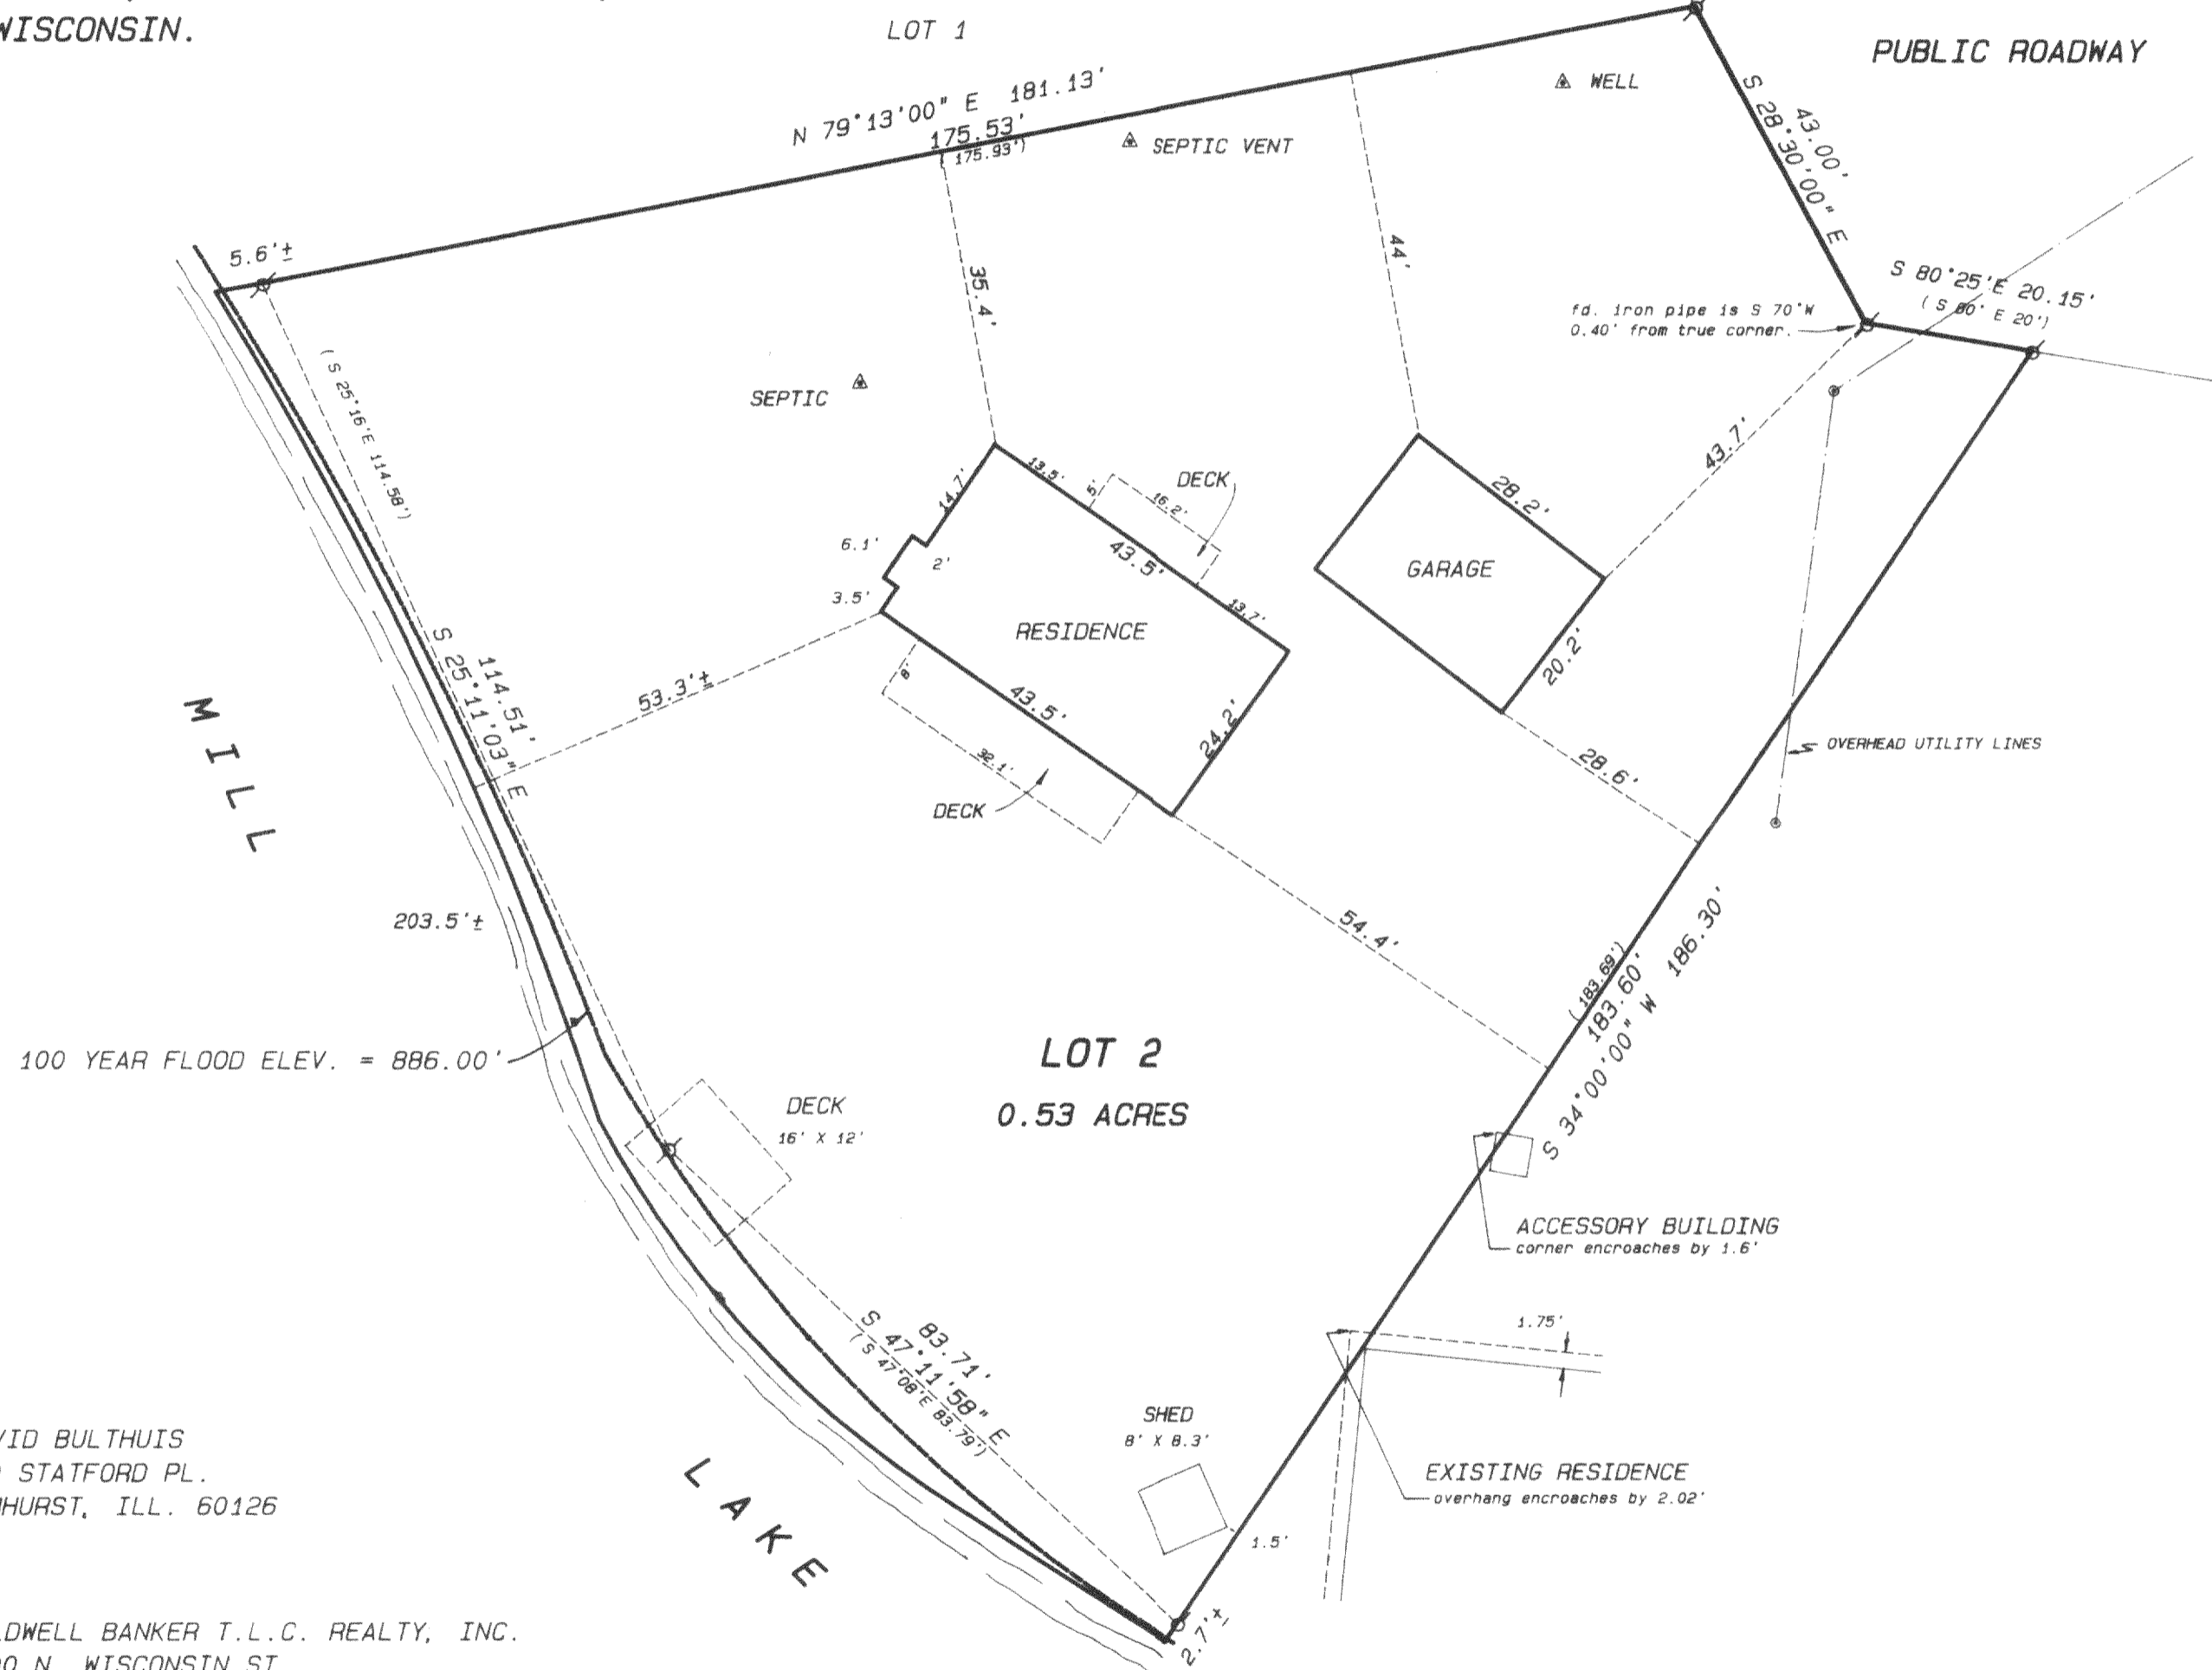 WISCONSIN.
LOT 1
PUBLIC ROADWAY
N 79°13'00" E 181.13'
175.53'
( 175.93')
SEPTIC VENT
WELL
43.00'
S 28°30'00" E
5.6'±
35.4'
44'
S 80°25'E 20.15'
( S 80° E 20')
fd. iron pipe is S 70°W
0.40' from true corner.
( S 25°16'E 114.58')
SEPTIC
43.7'
13.5'
5'
16.2'
DECK
28.2'
14.7'
6.1'
2'
43.5'
GARAGE
3.5'
13.7'
RESIDENCE
20.2'
114.51'
S 25°11'03" E
53.3'±
8'
43.5'
24.2'
32.1'
DECK
28.6'
OVERHEAD UTILITY LINES
MILL
203.5'±
54.4'
( 183.69')
183.60'
S 34°00'00" W 186.30'
100 YEAR FLOOD ELEV. = 886.00'
LOT 2
0.53 ACRES
DECK
16' X 12'
ACCESSORY BUILDING
corner encroaches by 1.6'
83.71'
S 47°11'58" E
( S 47°08'E 83.79')
1.75'
SHED
8' X 8.3'
EXISTING RESIDENCE
overhang encroaches by 2.02'
1.5'
LAKE
2.7'±
VID BULTHUIS
STATFORD PL.
HURST, ILL. 60126
LDWELL BANKER T.L.C. REALTY, INC.
N. WISCONSIN ST